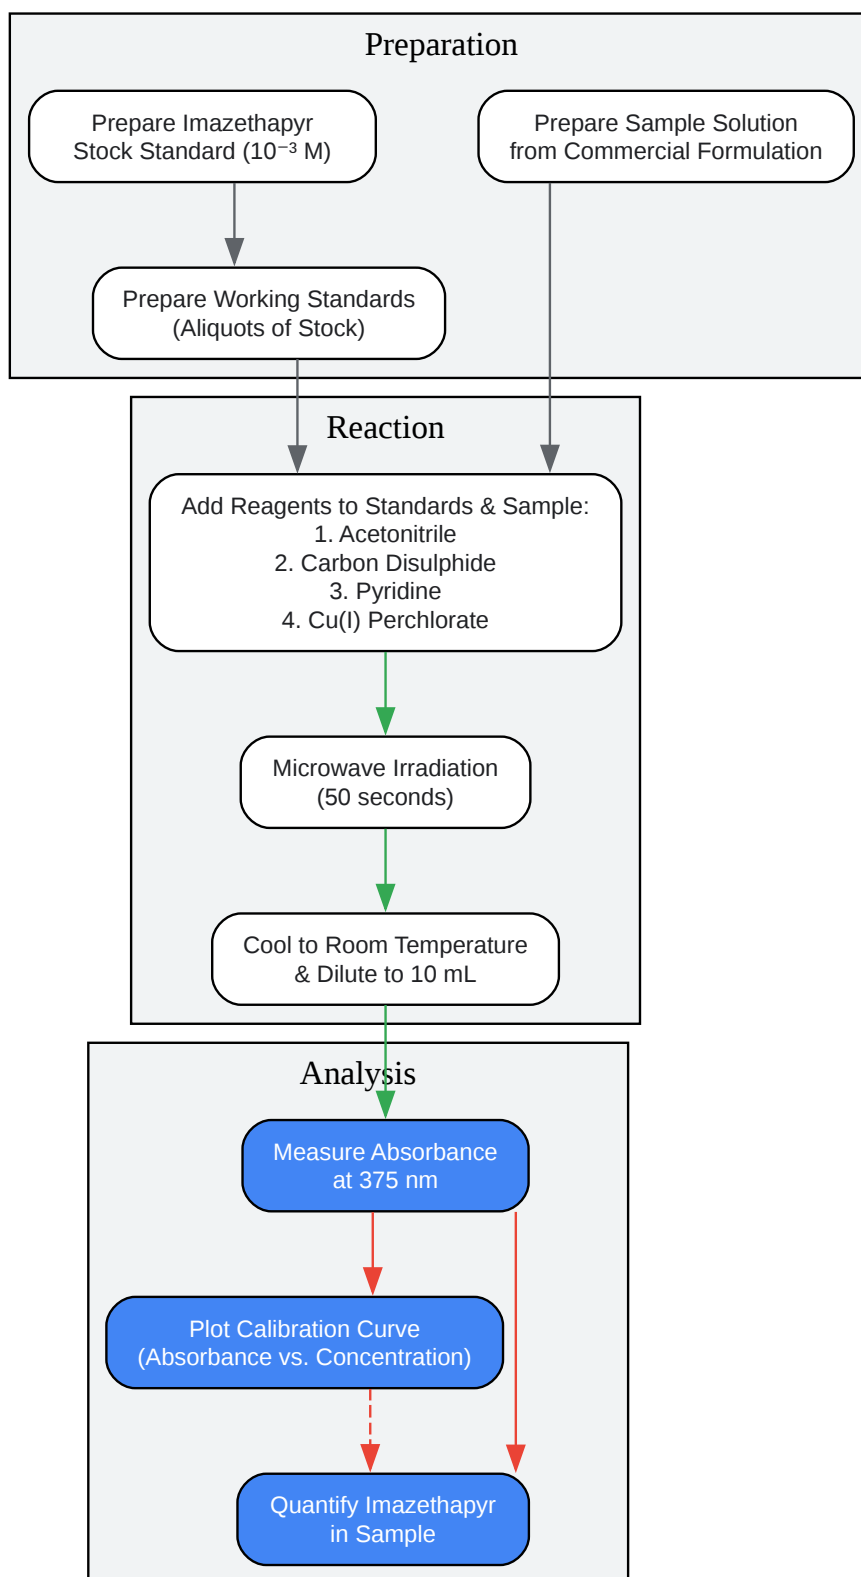 Preparation
Prepare Imazethapyr
Stock Standard (10⁻³ M)
Prepare Sample Solution
from Commercial Formulation
Prepare Working Standards
(Aliquots of Stock)
Reaction
Add Reagents to Standards & Sample:
1. Acetonitrile
2. Carbon Disulphide
3. Pyridine
4. Cu(I) Perchlorate
Microwave Irradiation
(50 seconds)
Cool to Room Temperature
& Dilute to 10 mL
Analysis
Measure Absorbance
at 375 nm
Plot Calibration Curve
(Absorbance vs. Concentration)
Quantify Imazethapyr
in Sample